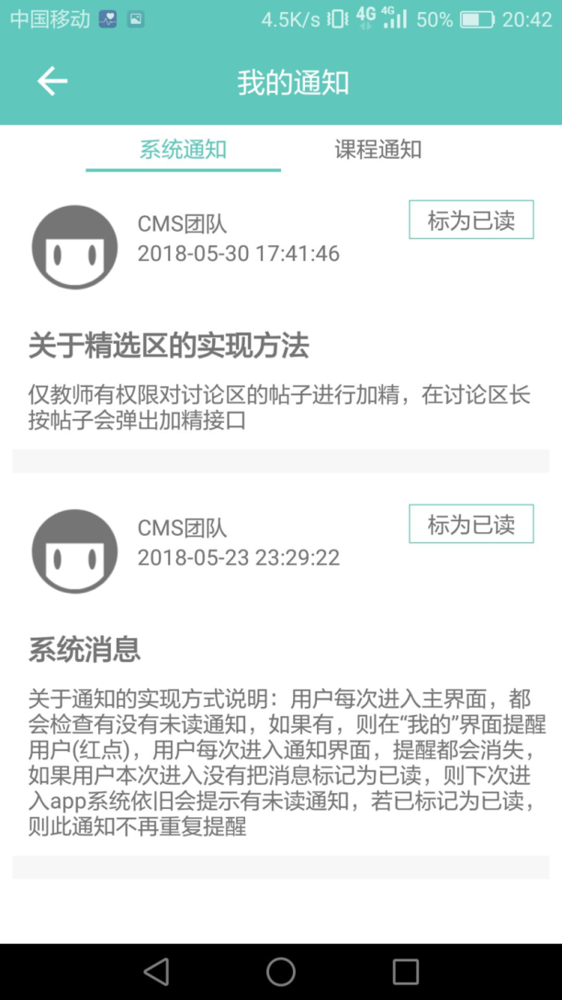 中国移动 4.5K/s 4G 4G 50% 20:42
我的通知
系统通知 课程通知
CMS团队 标为已读
2018-05-30 17:41:46
关于精选区的实现方法
仅教师有权限对讨论区的帖子进行加精，在讨论区长
按帖子会弹出加精接口
CMS团队 标为已读
2018-05-23 23:29:22
系统消息
关于通知的实现方式说明：用户每次进入主界面，都
会检查有没有未读通知，如果有，则在“我的”界面提醒
用户(红点)，用户每次进入通知界面，提醒都会消失，
如果用户本次进入没有把消息标记为已读，则下次进
入app系统依旧会提示有未读通知，若已标记为已读，
则此通知不再重复提醒